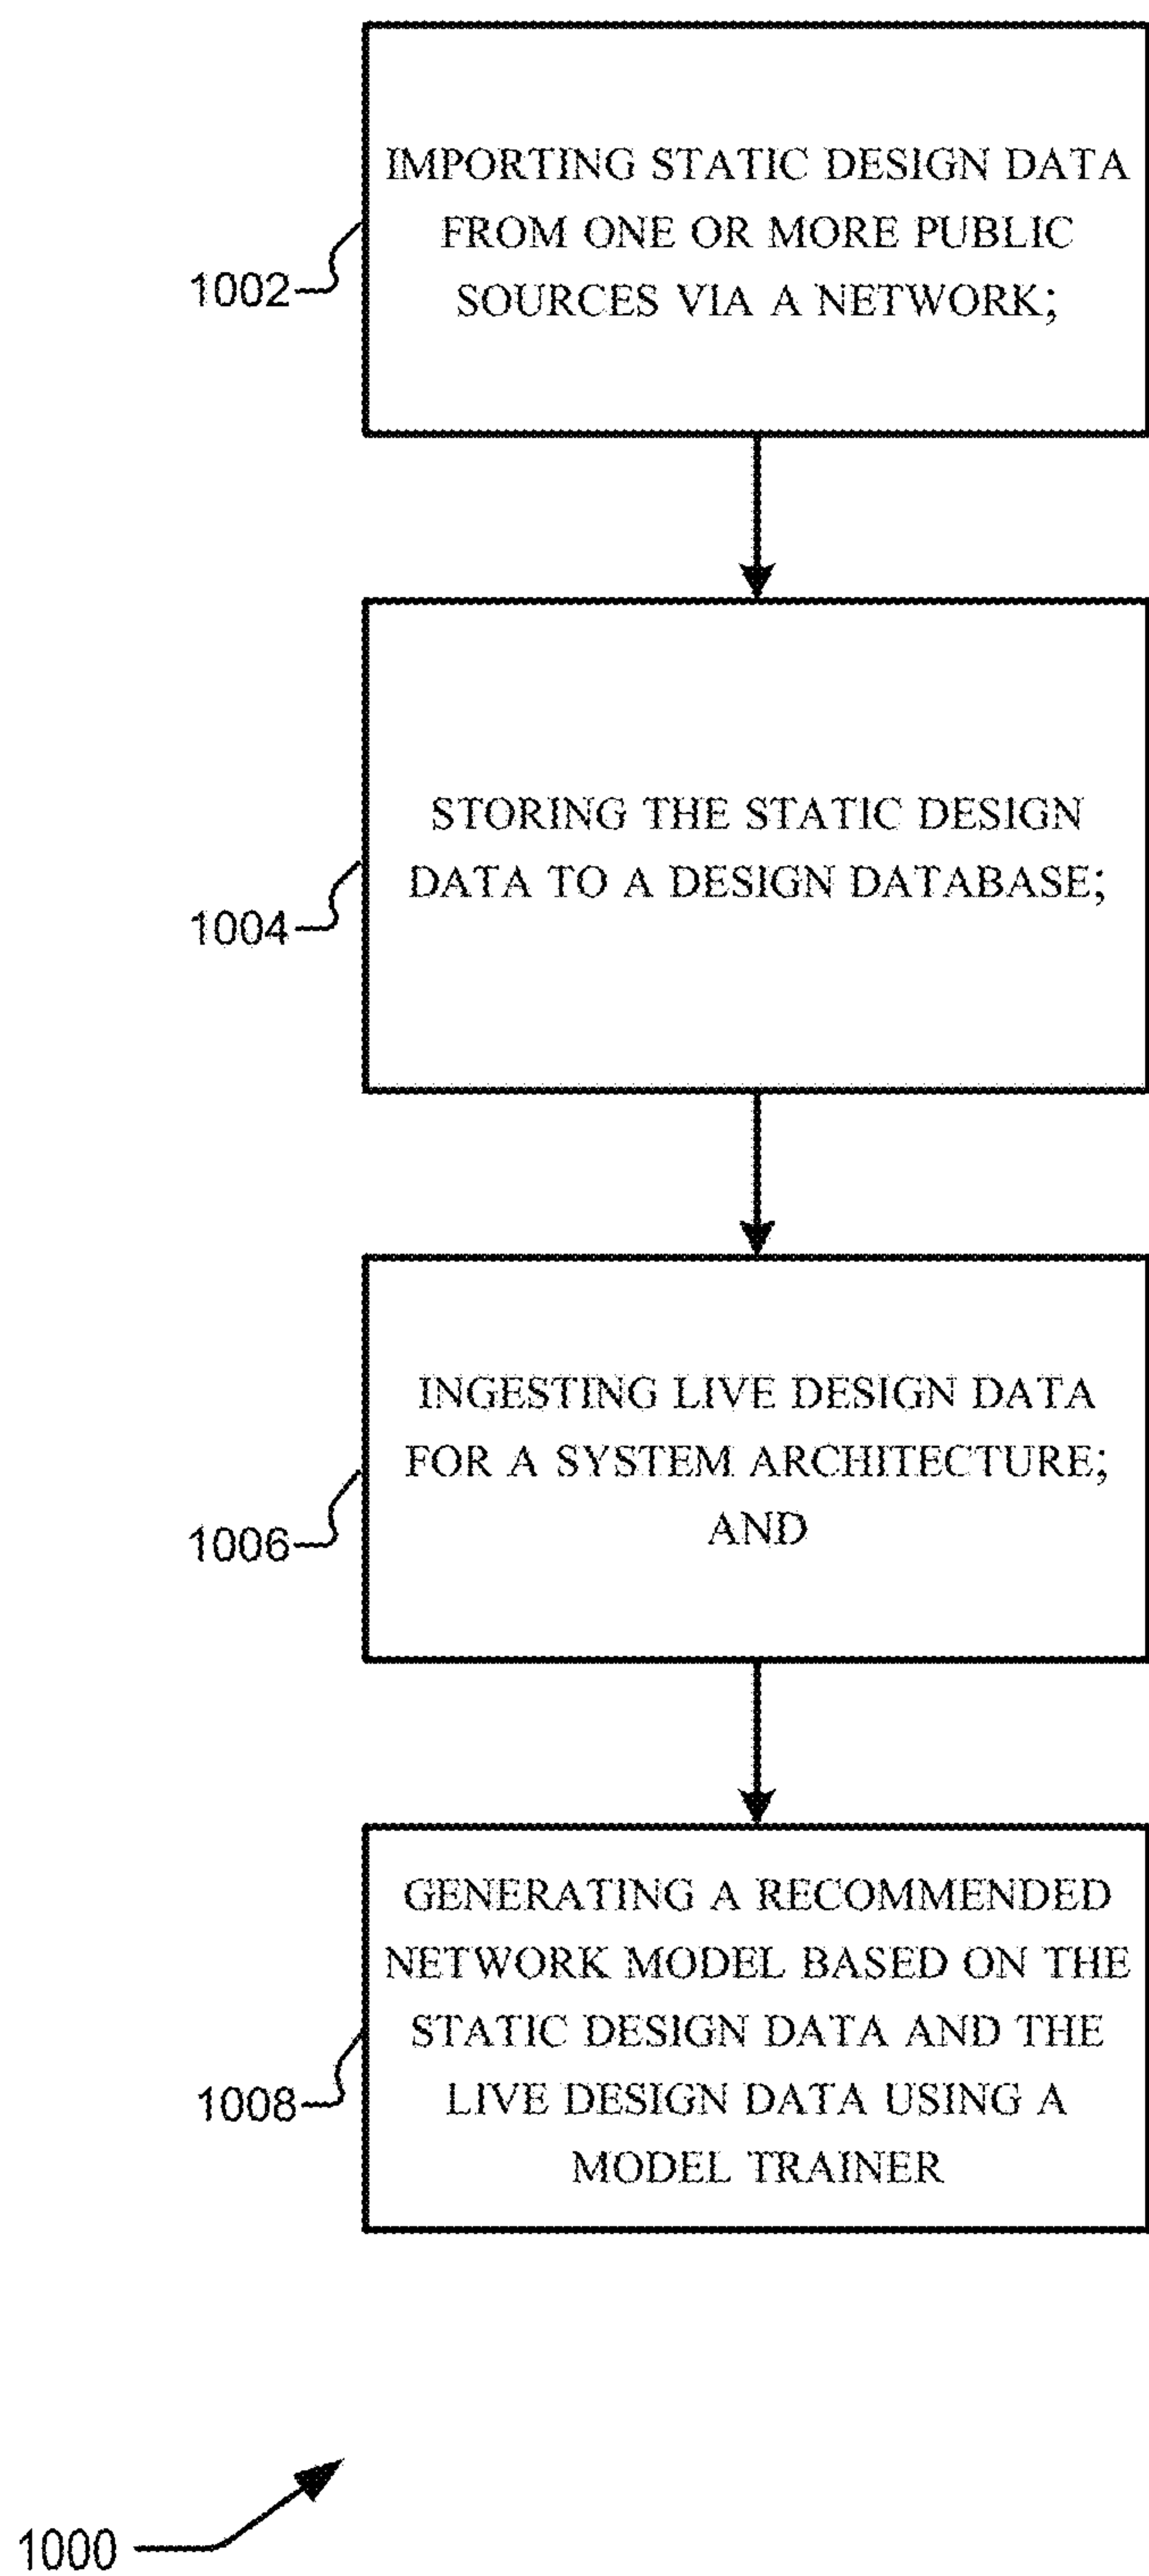 IMPORTING STATIC DESIGN DATA
FROM ONE OR MORE PUBLIC
SOURCES VIA A NETWORK;
1002
STORING THE STATIC DESIGN
DATA TO A DESIGN DATABASE;
1004
INGESTING LIVE DESIGN DATA
FOR A SYSTEM ARCHITECTURE;
AND
1006
GENERATING A RECOMMENDED
NETWORK MODEL BASED ON THE
STATIC DESIGN DATA AND THE
LIVE DESIGN DATA USING A
MODEL TRAINER
1008
1000